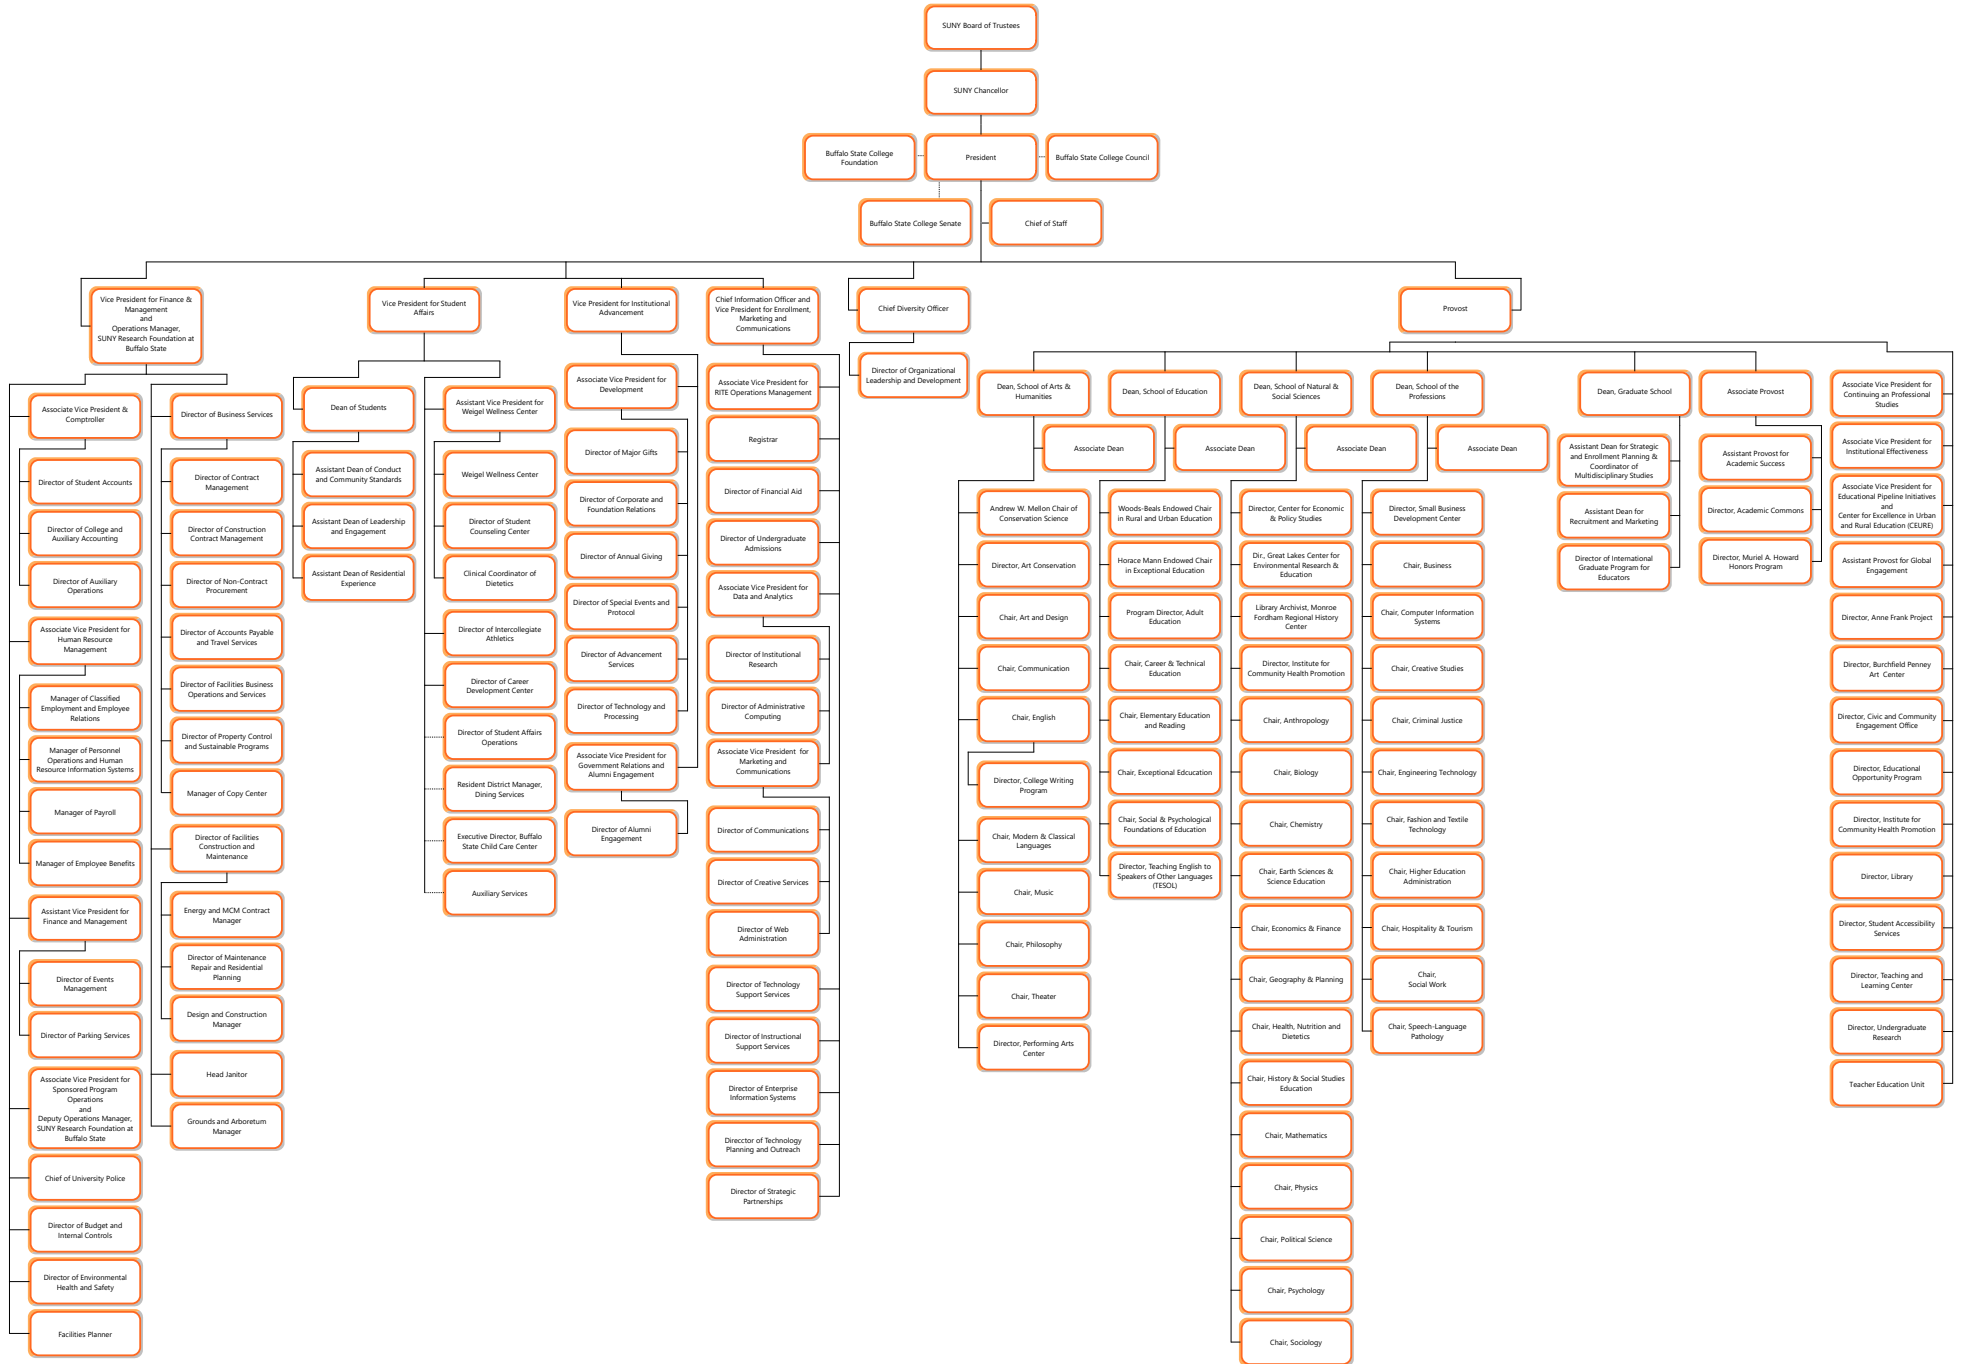 SUNY Board of Trustees
SUNY Chancellor
Buffalo State College
Foundation
President
Buffalo State College Council
Buffalo State College Senate
Chief of Staff
Vice President for Finance &
Management
and
Operations Manager,
SUNY Research Foundation at
Buffalo State
Associate Vice President &
Comptroller
Director of Student Accounts
Director of College and
Auxiliary Accounting
Director of Auxiliary
Operations
Associate Vice President for
Human Resource
Management
Manager of Classified
Employment and Employee
Relations
Manager of Personnel
Operations and Human
Resource Information Systems
Manager of Payroll
Manager of Employee Benefits
Assistant Vice President for
Finance and Management
Director of Events
Management
Director of Parking Services
Associate Vice President for
Sponsored Program
Operations
and
Deputy Operations Manager,
SUNY Research Foundation at
Buffalo State
Chief of University Police
Director of Budget and
Internal Controls
Director of Environmental
Health and Safety
Facilities Planner
Director of Business Services
Director of Contract
Management
Director of Construction
Contract Management
Director of Non-Contract
Procurement
Director of Accounts Payable
and Travel Services
Director of Facilities Business
Operations and Services
Director of Property Control
and Sustainable Programs
Manager of Copy Center
Director of Facilities
Construction and
Maintenance
Energy and MCM Contract
Manager
Director of Maintenance
Repair and Residential
Planning
Design and Construction
Manager
Head Janitor
Grounds and Arboretum
Manager
Vice President for Student
Affairs
Dean of Students
Assistant Dean of Conduct
and Community Standards
Assistant Dean of Leadership
and Engagement
Assistant Dean of Residential
Experience
Assistant Vice President for
Weigel Wellness Center
Weigel Wellness Center
Director of Student
Counseling Center
Clinical Coordinator of
Dietetics
Director of Intercollegiate
Athletics
Director of Career
Development Center
Director of Student Affairs
Operations
Resident District Manager,
Dining Services
Executive Director, Buffalo
State Child Care Center
Auxiliary Services
Vice President for Institutional
Advancement
Associate Vice President for
Development
Director of Major Gifts
Director of Corporate and
Foundation Relations
Director of Annual Giving
Director of Special Events and
Protocol
Director of Advancement
Services
Director of Technology and
Processing
Associate Vice President for
Government Relations and
Alumni Engagement
Director of Alumni
Engagement
Chief Information Officer and
Vice President for Enrollment,
Marketing and
Communications
Associate Vice President for
RITE Operations Management
Registrar
Director of Financial Aid
Director of Undergraduate
Admissions
Associate Vice President for
Data and Analytics
Director of Institutional
Research
Director of Administrative
Computing
Associate Vice President  for
Marketing and
Communications
Director of Communications
Director of Creative Services
Director of Web
Administration
Director of Technology
Support Services
Director of Instructional
Support Services
Director of Enterprise
Information Systems
Direcctor of Technology
Planning and Outreach
Director of Strategic
Partnerships
Chief Diversity Officer
Director of Organizational
Leadership and Development
Provost
Dean, School of Arts &
Humanities
Associate Dean
Andrew W. Mellon Chair of
Conservation Science
Director, Art Conservation
Chair, Art and Design
Chair, Communication
Chair, English
Director, College Writing
Program
Chair, Modern & Classical
Languages
Chair, Music
Chair, Philosophy
Chair, Theater
Director, Performing Arts
Center
Dean, School of Education
Associate Dean
Woods-Beals Endowed Chair
in Rural and Urban Education
Horace Mann Endowed Chair
in Exceptional Education
Program Director, Adult
Education
Chair, Career & Technical
Education
Chair, Elementary Education
and Reading
Chair, Exceptional Education
Chair, Social & Psychological
Foundations of Education
Director, Teaching English to
Speakers of Other Languages
(TESOL)
Dean, School of Natural &
Social Sciences
Associate Dean
Director, Center for Economic
& Policy Studies
Dir., Great Lakes Center for
Environmental Research &
Education
Library Archivist, Monroe
Fordham Regional History
Center
Director, Institute for
Community Health Promotion
Chair, Anthropology
Chair, Biology
Chair, Chemistry
Chair, Earth Sciences &
Science Education
Chair, Economics & Finance
Chair, Geography & Planning
Chair, Health, Nutrition and
Dietetics
Chair, History & Social Studies
Education
Chair, Mathematics
Chair, Physics
Chair, Political Science
Chair, Psychology
Chair, Sociology
Dean, School of the
Professions
Associate Dean
Director, Small Business
Development Center
Chair, Business
Chair, Computer Information
Systems
Chair, Creative Studies
Chair, Criminal Justice
Chair, Engineering Technology
Chair, Fashion and Textile
Technology
Chair, Higher Education
Administration
Chair, Hospitality & Tourism
Chair,
Social Work
Chair, Speech-Language
Pathology
Dean, Graduate School
Assistant Dean for Strategic
and Enrollment Planning &
Coordinator of
Multidisciplinary Studies
Assistant Dean for
Recruitment and Marketing
Director of International
Graduate Program for
Educators
Associate Provost
Assistant Provost for
Academic Success
Director, Academic Commons
Director, Muriel A. Howard
Honors Program
Associate Vice President for
Continuing an Professional
Studies
Associate Vice President for
Institutional Effectiveness
Associate Vice President for
Educational Pipeline Initiatives
and
Center for Excellence in Urban
and Rural Education (CEURE)
Assistant Provost for Global
Engagement
Director, Anne Frank Project
Director, Burchfield Penney
Art  Center
Director, Civic and Community
Engagement Office
Director, Educational
Opportunity Program
Director, Institute for
Community Health Promotion
Director, Library
Director, Student Accessibility
Services
Director, Teaching and
Learning Center
Director, Undergraduate
Research
Teacher Education Unit